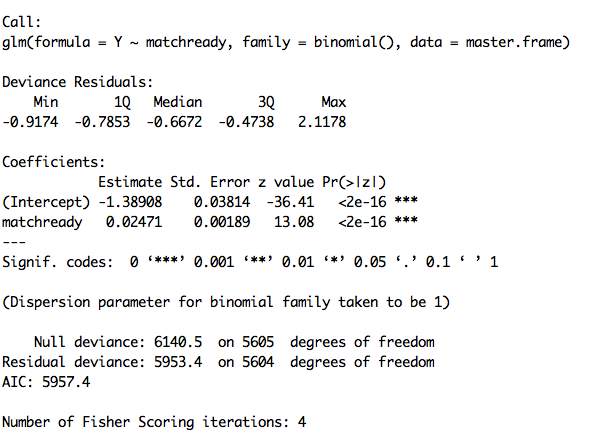 Call:
glm(formula = Y ~ matchready, family = binomial(), data = master.frame)
Deviance Residuals:
    Min       1Q   Median       3Q      Max
-0.9174  -0.7853  -0.6672  -0.4738   2.1178
Coefficients:
            Estimate Std. Error z value Pr(>|z|)
(Intercept) -1.38908    0.03814  -36.41   <2e-16 ***
matchready   0.02471    0.00189   13.08   <2e-16 ***
---
Signif. codes:  0 ‘***’ 0.001 ‘**’ 0.01 ‘*’ 0.05 ‘.’ 0.1 ‘ ’ 1
(Dispersion parameter for binomial family taken to be 1)
    Null deviance: 6140.5  on 5605  degrees of freedom
Residual deviance: 5953.4  on 5604  degrees of freedom
AIC: 5957.4
Number of Fisher Scoring iterations: 4